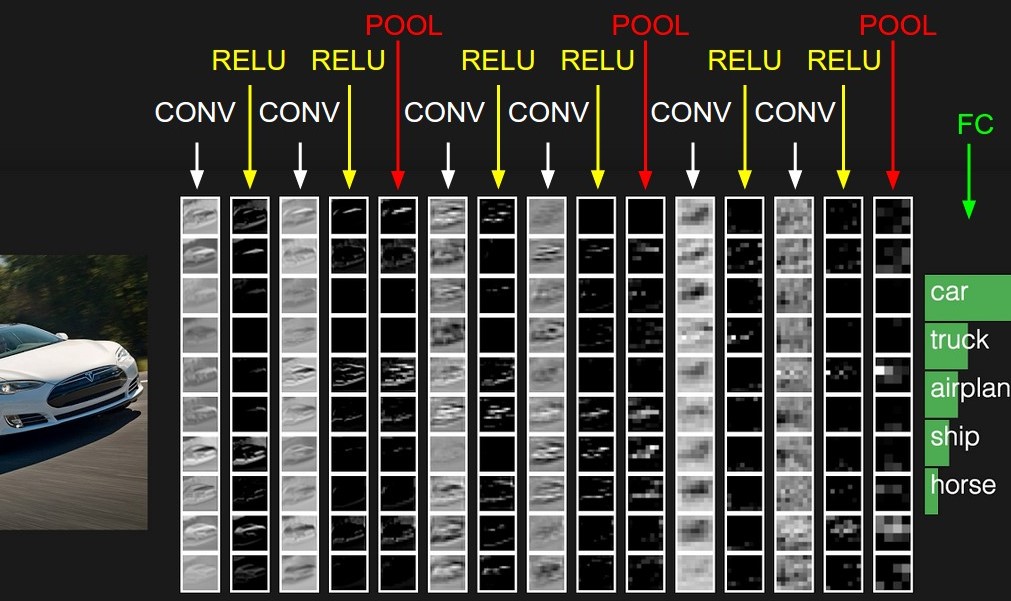 POOL POOL POOL
RELU RELU RELU RELU RELU RELU
CONV CONV CONV CONV CONV CONV
FC
car
truck
airplan
ship
horse